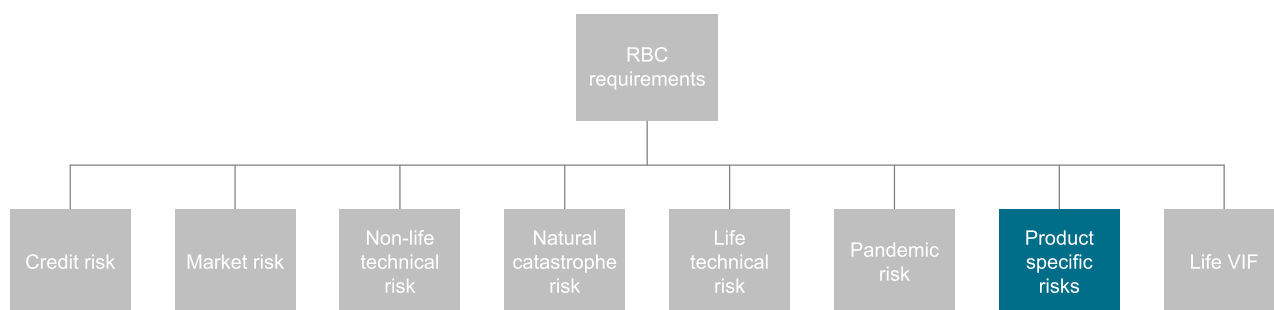 RBC
requirements
Credit risk
Market risk
Non-life
technical
risk
Natural
catastrophe
risk
Life
technical
risk
Pandemic
risk
Product
specific
risks
Life VIF